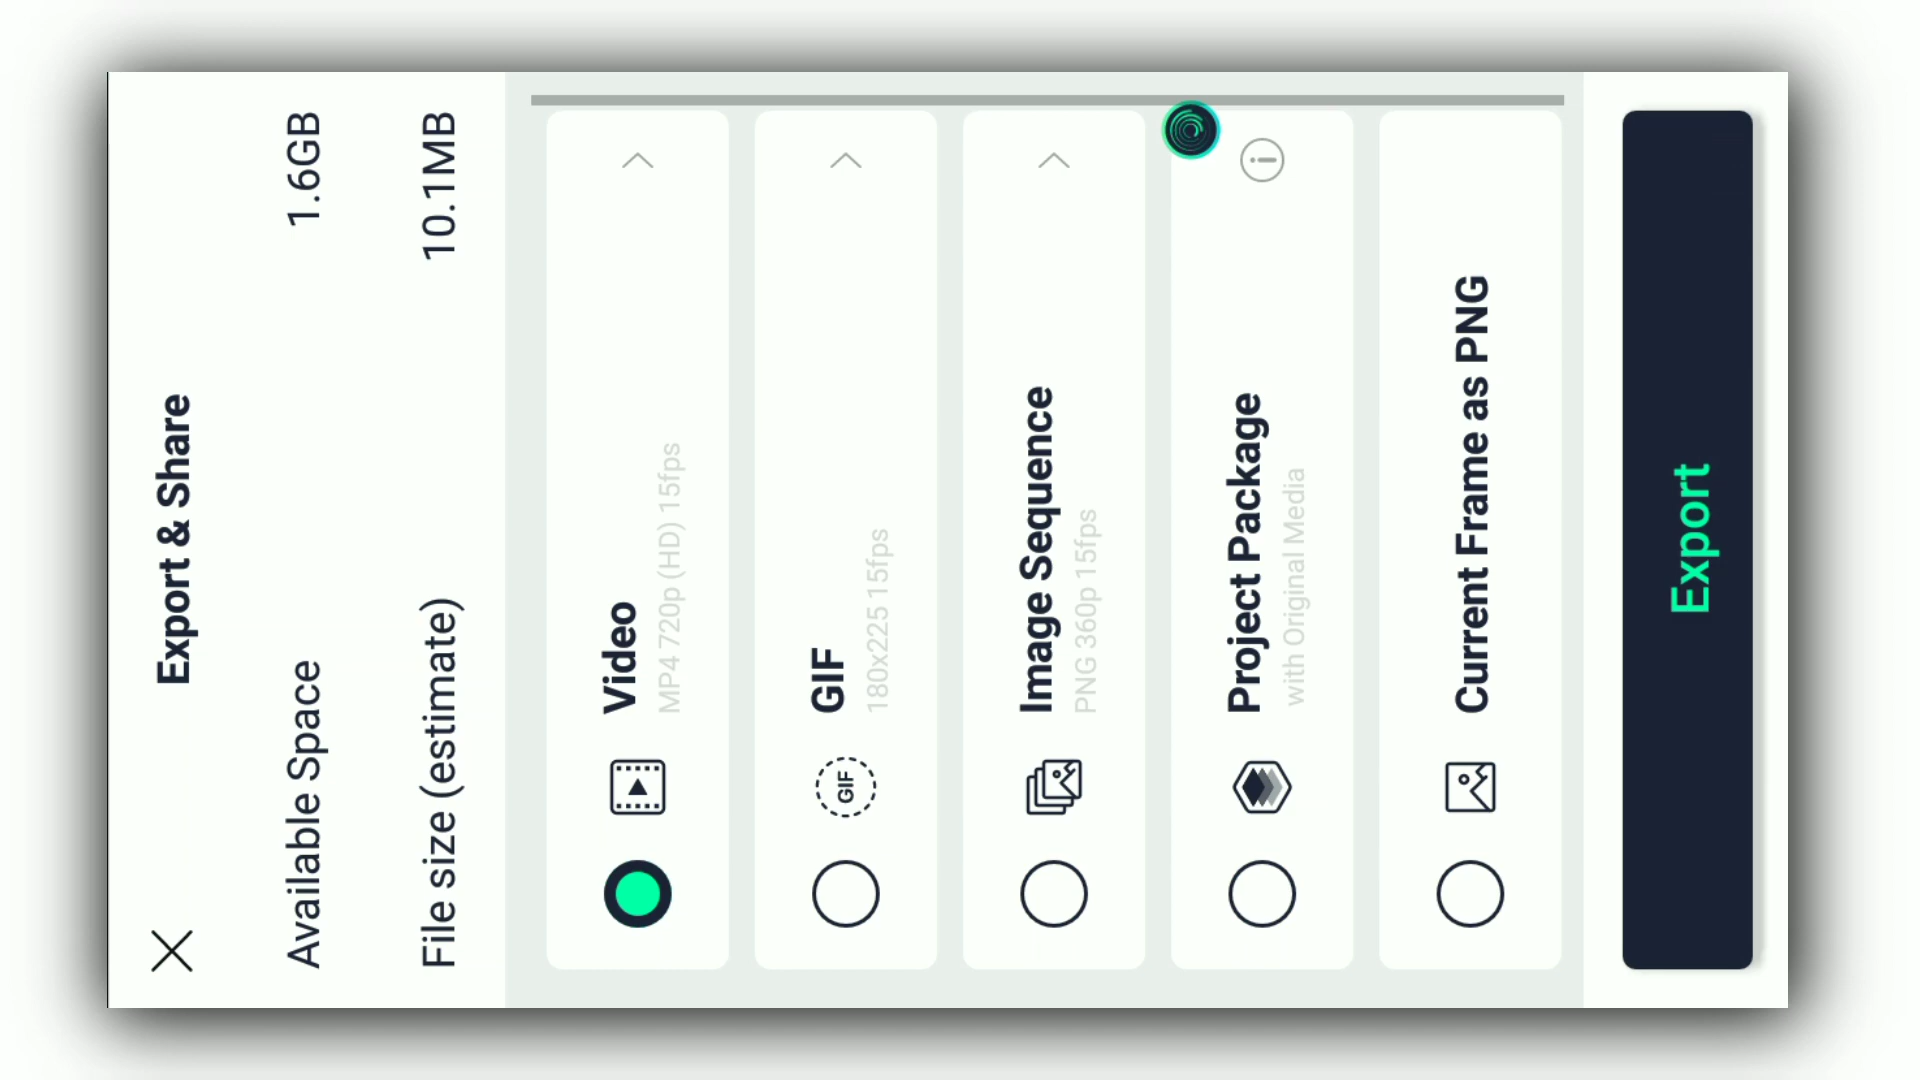 Export & Share
Available Space 1.6GB
File size (estimate) 10.1MB
Video
MP4 720p (HD) 15fps
GIF
GIF
180x225 15fps
Image Sequence
PNG 360p 15fps
Project Package
with Original Media
Current Frame as PNG
Export